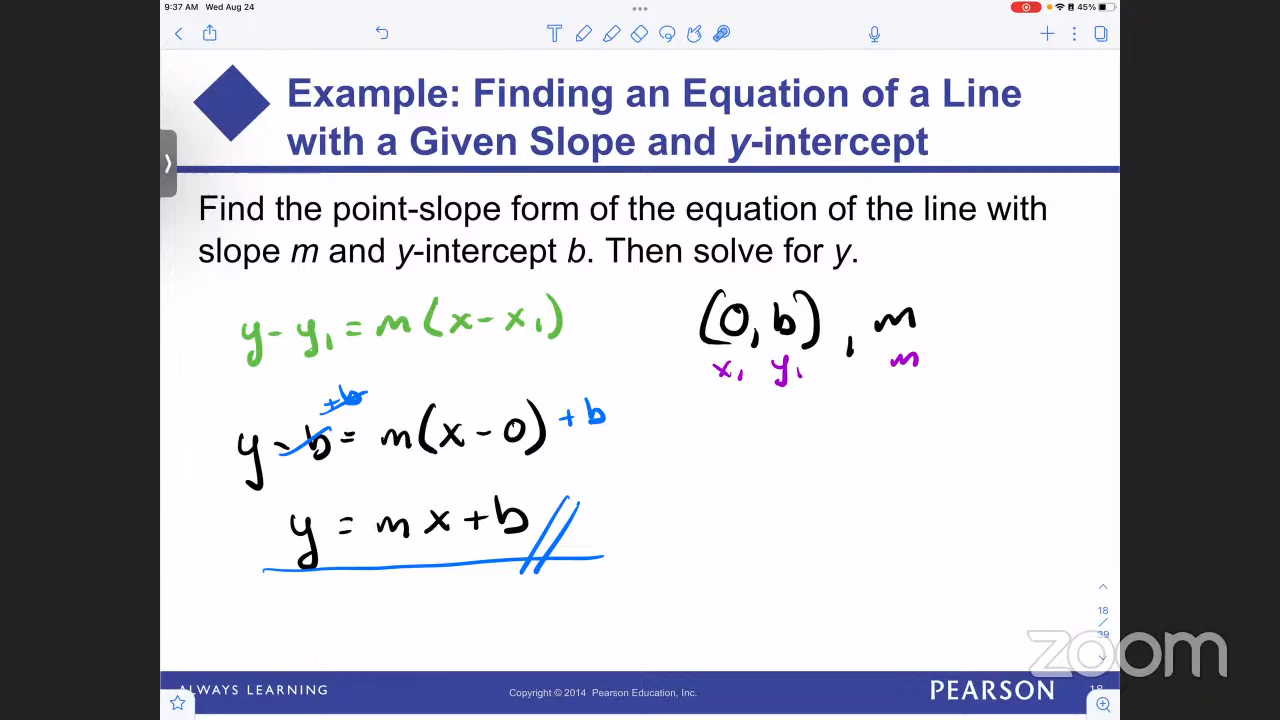 9:37 AM Wed Aug 24
45%
Example: Finding an Equation of a Line
with a Given Slope and y-intercept
Find the point-slope form of the equation of the line with
slope m and y-intercept b. Then solve for y.
y - y₁ = m(x - x₁)
(0, b), m
x₁ y₁ m
+b
y - b = m(x - 0) + b
y = mx + b
18
/
39
zoom
ALWAYS LEARNING
Copyright © 2014 Pearson Education, Inc.
PEARSON
18